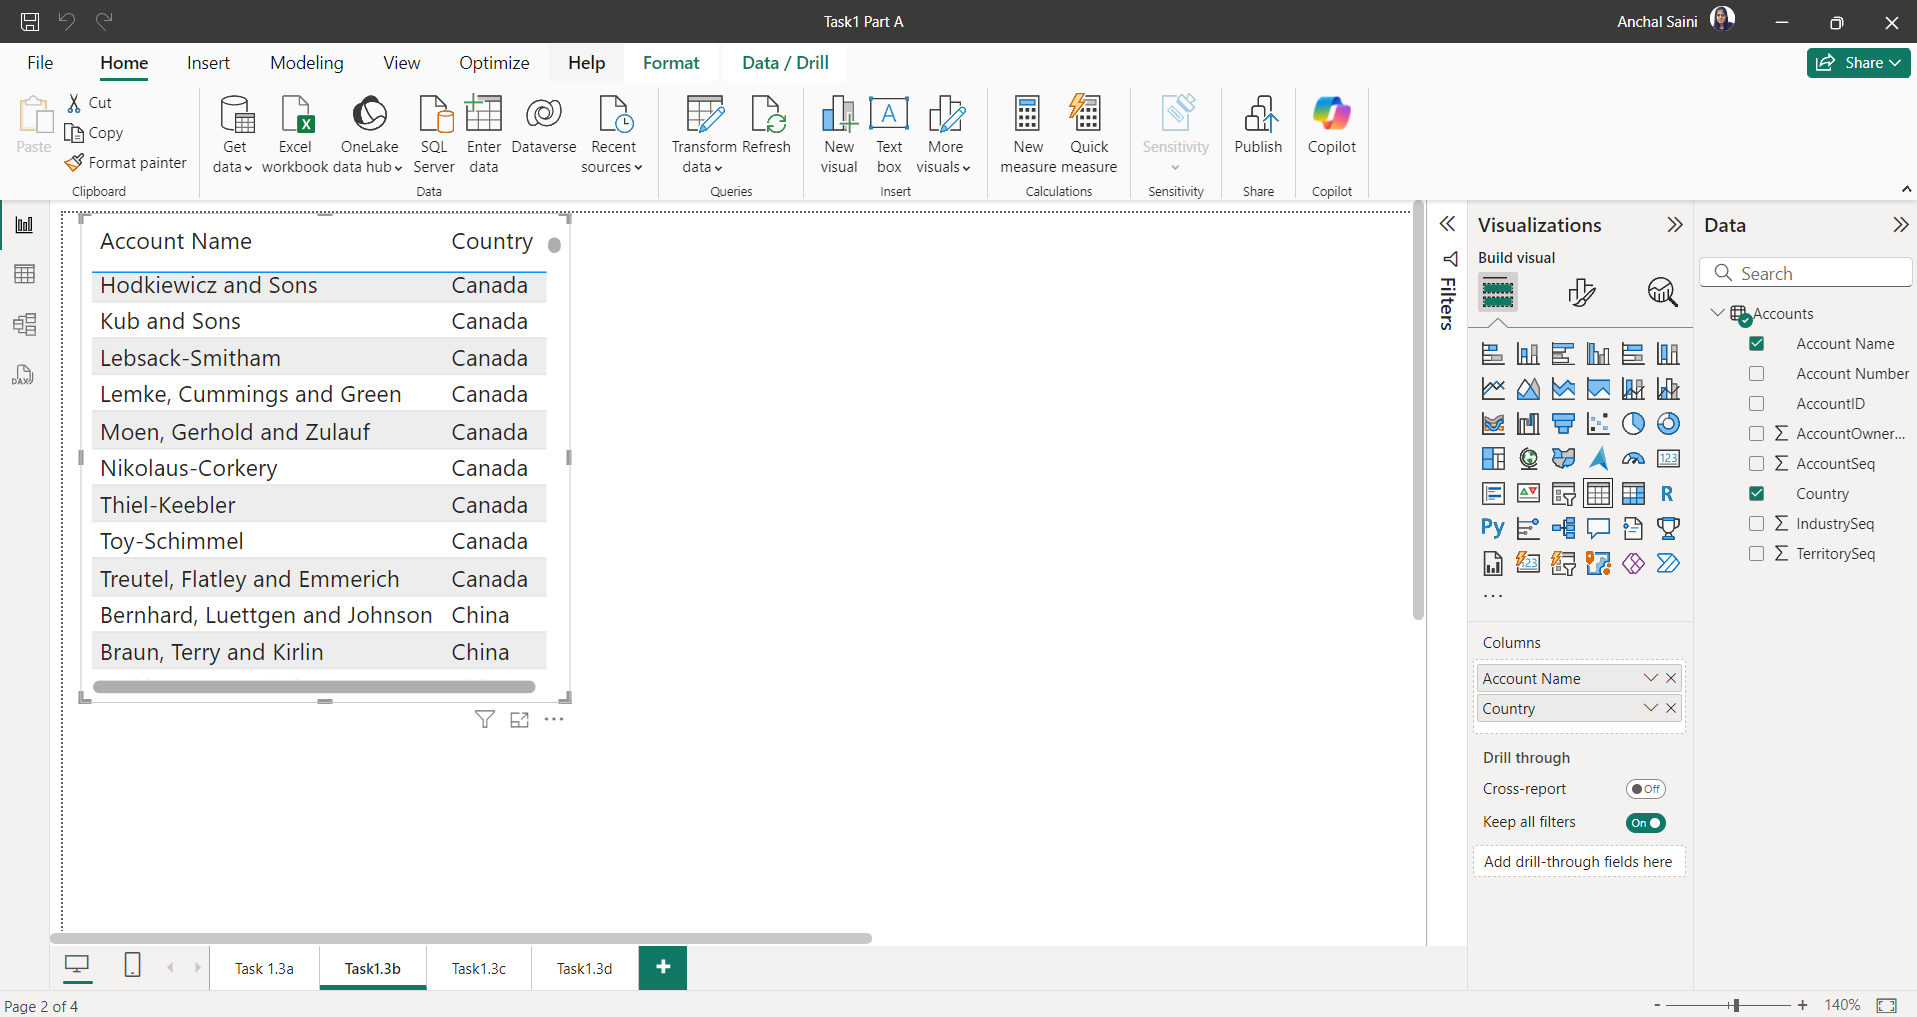 Task1 Part A
Anchal Saini
File
Home
Insert
Modeling
View
Optimize
Help
Format
Data / Drill
Share
Paste
Cut
Copy
Format painter
Clipboard
Get
data
Excel
workbook
OneLake
data hub
SQL
Server
Enter
data
Dataverse
Recent
sources
Data
Transform
data
Refresh
Queries
New
visual
A
Text
box
More
visuals
Insert
New
measure
Quick
measure
Calculations
Sensitivity
Sensitivity
Publish
Share
Copilot
Copilot
DAX
Account Name Country
Hodkiewicz and Sons Canada
Kub and Sons Canada
Lebsack-Smitham Canada
Lemke, Cummings and Green Canada
Moen, Gerhold and Zulauf Canada
Nikolaus-Corkery Canada
Thiel-Keebler Canada
Toy-Schimmel Canada
Treutel, Flatley and Emmerich Canada
Bernhard, Luettgen and Johnson China
Braun, Terry and Kirlin China
Filters
Visualizations
Build visual
123
R
Py
123
Columns
Account Name
Country
Drill through
Cross-report Off
Keep all filters On
Add drill-through fields here
Data
Search
Accounts
Account Name
Account Number
AccountID
Σ AccountOwner...
Σ AccountSeq
Country
Σ IndustrySeq
Σ TerritorySeq
Task 1.3a
Task1.3b
Task1.3c
Task1.3d
+
Page 2 of 4
- + 140%